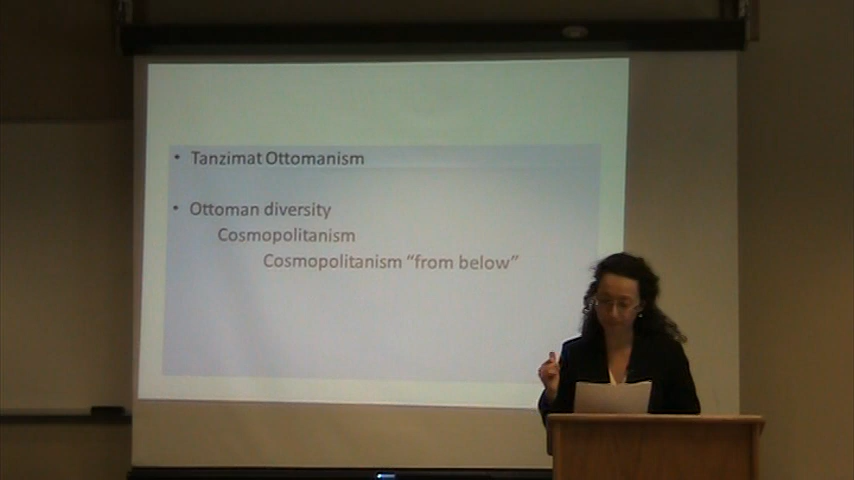 • Tanzimat Ottomanism
• Ottoman diversity
Cosmopolitanism
Cosmopolitanism “from below”